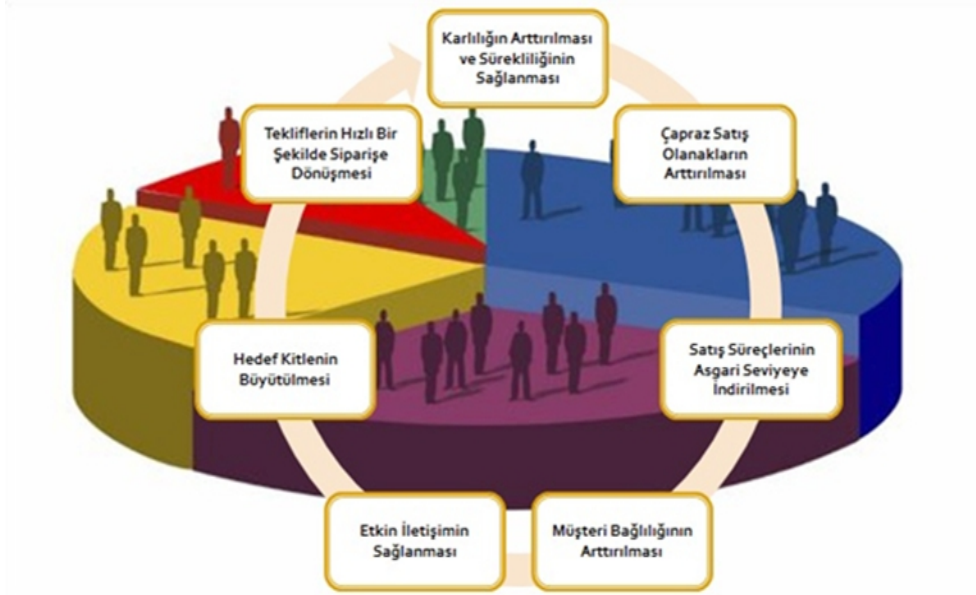 Karlılığın Arttırılması
ve Sürekliliğinin
Sağlanması
Çapraz Satış
Olanakların
Arttırılması
Satış Süreçlerinin
Asgari Seviyeye
İndirilmesi
Müşteri Bağlılığının
Arttırılması
Etkin İletişimin
Sağlanması
Hedef Kitlenin
Büyütülmesi
Tekliflerin Hızlı Bir
Şekilde Siparişe
Dönüşmesi